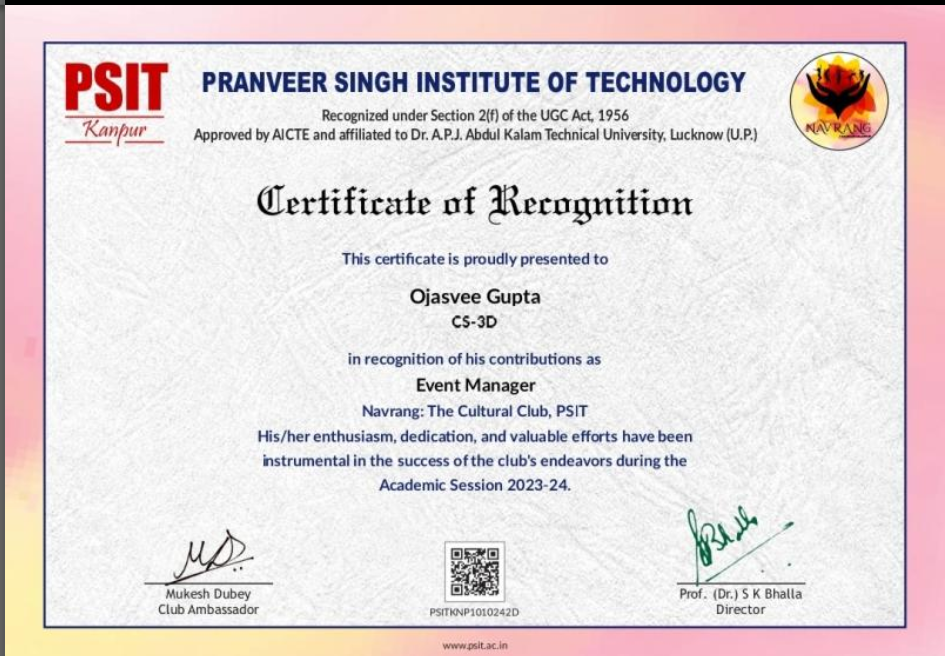 PSIT
Kanpur
PRANVEER SINGH INSTITUTE OF TECHNOLOGY
Recognized under Section 2(f) of the UGC Act, 1956
Approved by AICTE and affiliated to Dr. A.P.J. Abdul Kalam Technical University, Lucknow (U.P.)
NAVRANG
Certificate of Recognition
This certificate is proudly presented to
Ojasvee Gupta
CS-3D
in recognition of his contributions as
Event Manager
Navrang: The Cultural Club, PSIT
His/her enthusiasm, dedication, and valuable efforts have been
instrumental in the success of the club's endeavors during the
Academic Session 2023-24.
Mukesh Dubey
Club Ambassador
PSITKNP1010242D
Prof. (Dr.) S K Bhalla
Director
www.psit.ac.in